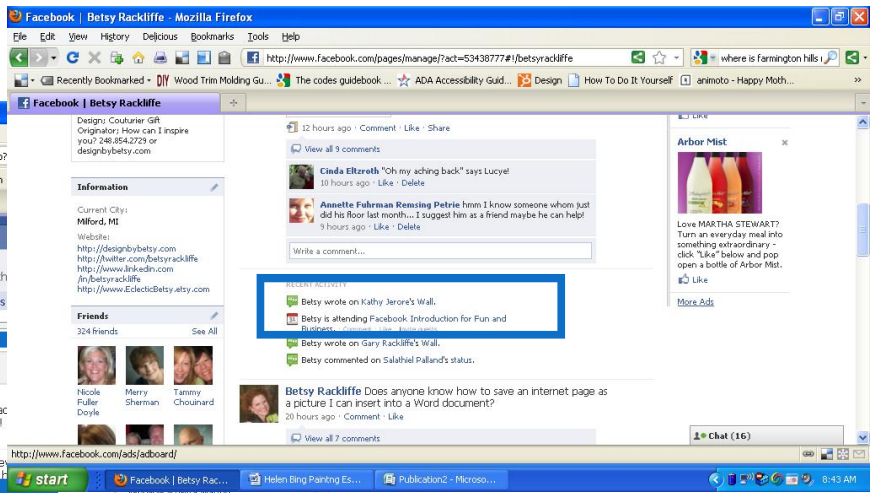 Facebook | Betsy Rackliffe - Mozilla Firefox
File Edit View History Delicious Bookmarks Tools Help
http://www.facebook.com/pages/manage/?act=53438777#!/betsyrackliffe
where is farmington hills
Recently Bookmarked Wood Trim Molding Gu... The codes guidebook ... ADA Accessibility Guid... Design How To Do It Yourself animoto - Happy Moth... »
Facebook | Betsy Rackliffe
Design; Couturier Gift
Originator; How can I inspire
you? 248.854.2729 or
designbybetsy.com
Information
Current City:
Milford, MI
Website:
http://designbybetsy.com
http://twitter.com/betsyrackliffe
http://www.linkedin.com
/in/betsyrackliffe
http://www.EclecticBetsy.etsy.com
Friends
324 friends See All
Nicole
Fuller
Doyle
Merry
Sherman
Tammy
Chouinard
12 hours ago · Comment · Like · Share
View all 9 comments
Cinda Eltzroth "Oh my aching back" says Lucye!
10 hours ago · Like · Delete
Annette Fuhrman Remsing Petrie hmm I know someone whom just
did his floor last month... I suggest him as a friend maybe he can help!
9 hours ago · Like · Delete
Write a comment...
RECENT ACTIVITY
Betsy wrote on Kathy Jerore's Wall.
Betsy is attending Facebook Introduction for Fun and
Business. · Comment · Like · Invite guests
Betsy wrote on Gary Rackliffe's Wall.
Betsy commented on Salathiel Palland's status.
Betsy Rackliffe Does anyone know how to save an internet page as
a picture I can insert into a Word document?
20 hours ago · Comment · Like
View all 7 comments
Like
Arbor Mist
Love MARTHA STEWART?
Turn an everyday meal into
something extraordinary -
click "Like" below and pop
open a bottle of Arbor Mist.
Like
More Ads
Chat (16)
http://www.facebook.com/ads/adboard/
start Facebook | Betsy Rac... Helen Bing Paintng Es... Publication2 - Microso... 8:43 AM